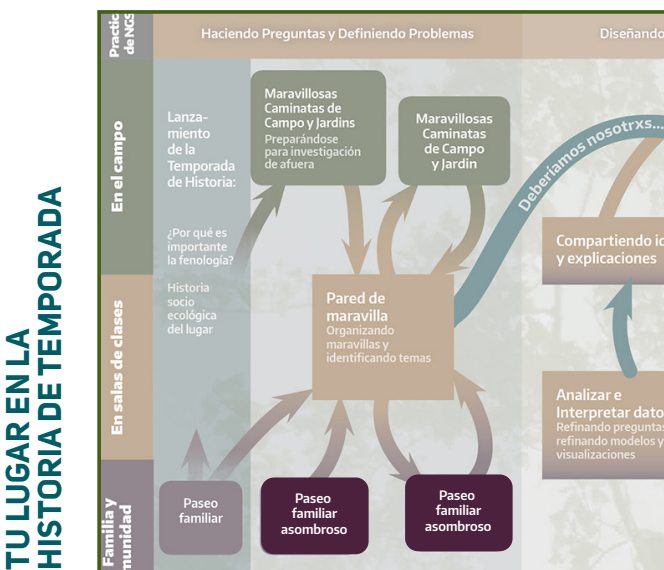 TU LUGAR EN LA
HISTORIA DE TEMPORADA
Practic
de NGS
Haciendo Preguntas y Definiendo Problemas
Diseñando
En el campo
Lanza-
miento
de la
Temporada
de Historia:
¿Por qué es
importante
la fenología?
Historia
socio
ecológica
del lugar
Maravillosas
Caminatas de
Campo y Jardins
Preparándose
para investigación
de afuera
Maravillosas
Caminatas
de Campo
y Jardin
Deberíamos nosotrxs...
Compartiendo id
y explicaciones
En salas de clases
Pared de
maravilla
Organizando
maravillas y
identificando temas
Analizar e
Interpretar dato
Refinando preguntas
refinando modelos y
visualizaciones
Familia y
munidad
Paseo
familiar
Paseo
familiar
asombroso
Paseo
familiar
asombroso